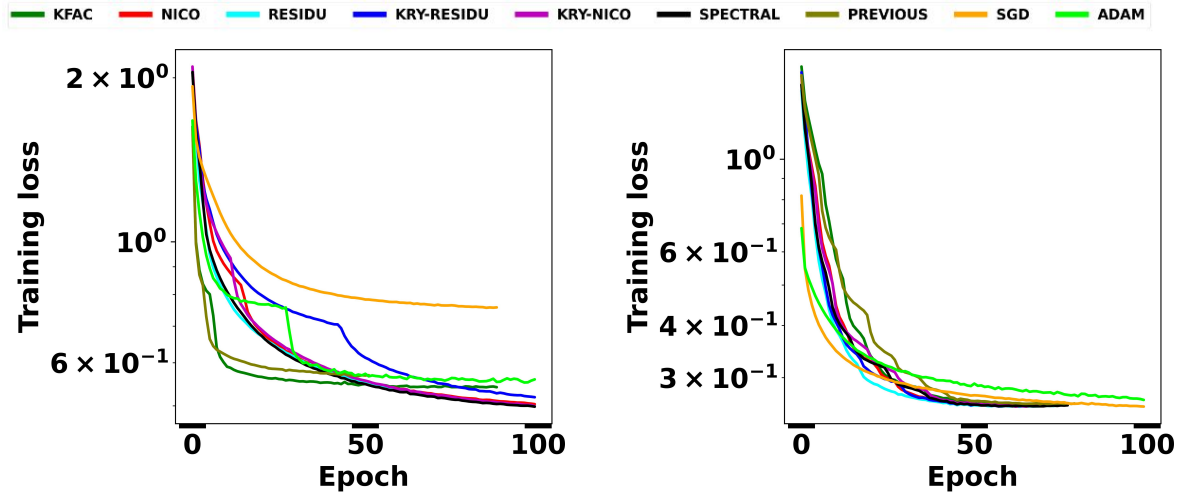 KFAC NICO RESIDU KRY-RESIDU KRY-NICO SPECTRAL PREVIOUS SGD ADAM
2 × 10⁰
10⁰
6 × 10⁻¹
Training loss
0 50 100
Epoch
10⁰
6 × 10⁻¹
4 × 10⁻¹
3 × 10⁻¹
Training loss
0 50 100
Epoch